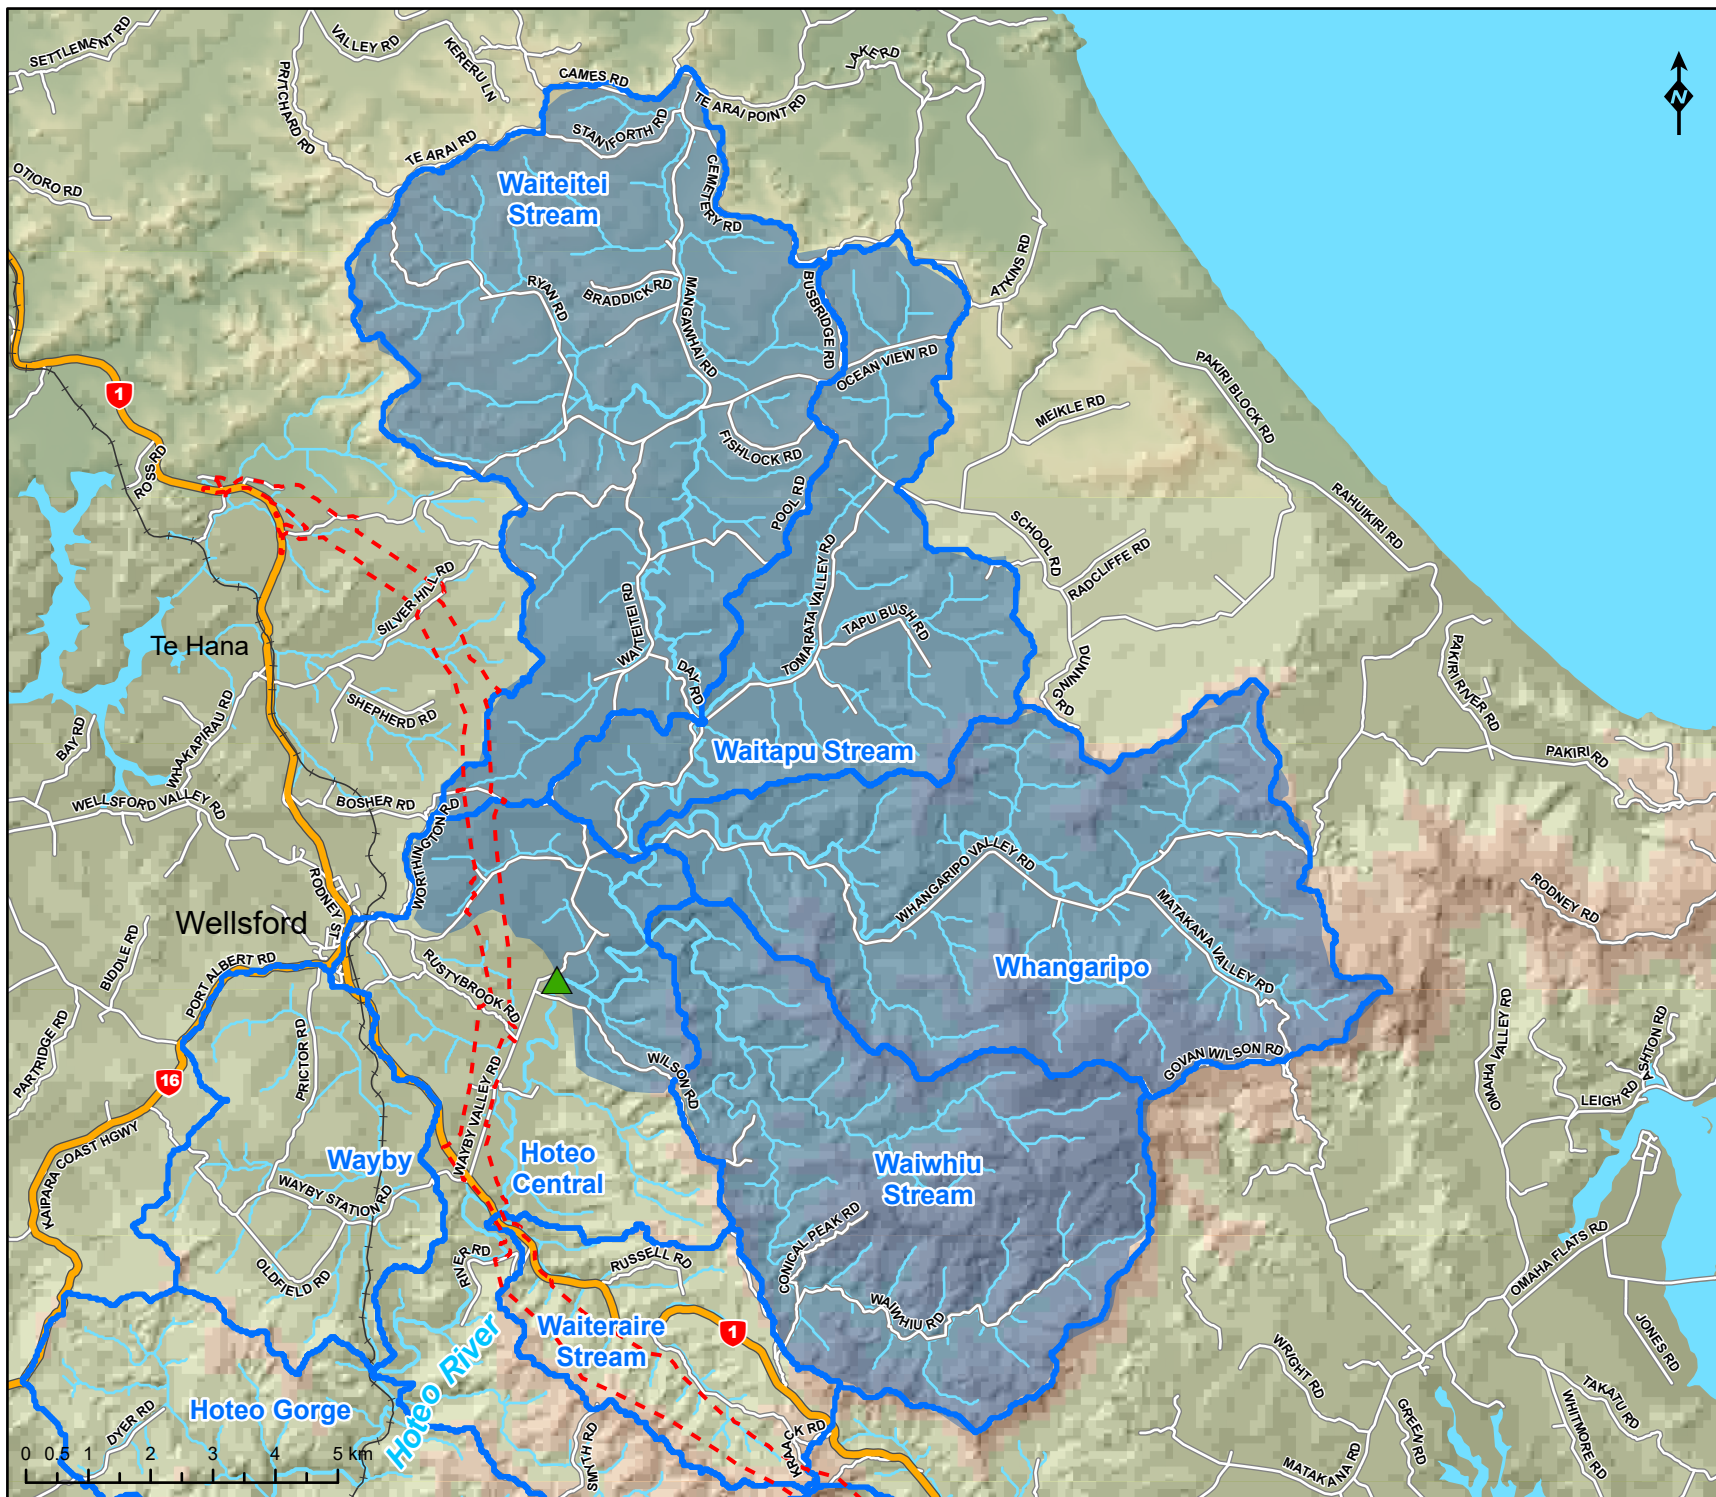 SETTLEMENT RD
VALLEY RD
KERERU LN
PRITCHARD RD
CAMES RD
LAKE RD
TE ARAI POINT RD
N
STANIFORTH RD
TE ARAI RD
OTIORO RD
CEMETERY RD
Waiteitei
Stream
ATKINS RD
RYAN RD
BRADDICK RD
MANGAWHAI RD
BUSBRIDGE RD
OCEAN VIEW RD
PAKIRI BLOCK RD
1
MEIKLE RD
FISHLOCK RD
ROSS RD
POOL RD
RAHUIKIRI RD
SCHOOL RD
RADCLIFFE RD
SILVER HILL RD
WAITEITEI RD
TOMARATA VALLEY RD
TAPU BUSH RD
Te Hana
DAY RD
DUNNING RD
PAKIRI RIVER RD
SHEPHERD RD
WHAKAPIRAU RD
BAY RD
Waitapu Stream
PAKIRI RD
WELLSFORD VALLEY RD
BOSHER RD
WORTHINGTON RD
WHANGARIPO VALLEY RD
RODNEY ST
MATAKANA VALLEY RD
RODNEY RD
Wellsford
BIDDLE RD
PORT ALBERT RD
RUSTYBROOK RD
Whangaripo
PARTRIDGE RD
PRICTOR RD
OMAHA VALLEY RD
ASHTON RD
WILSON RD
GOVAN WILSON RD
16
WAYBY VALLEY RD
LEIGH RD
KAIPARA COAST HGWY
Wayby
Hoteo
Central
Waiwhiu
Stream
WAYBY STATION RD
CONICAL PEAK RD
OMAHA FLATS RD
RIVER RD
RUSSELL RD
OLDFIELD RD
WAIWHIU RD
Waiteraire
Stream
1
JONES RD
WRIGHT RD
Hoteo River
TAKATU RD
Hoteo Gorge
DYER RD
GREEN RD
WHITMORE RD
SMYTH RD
KRAACK RD
MATAKANA RD
0 0.5 1 2 3 4 5 km